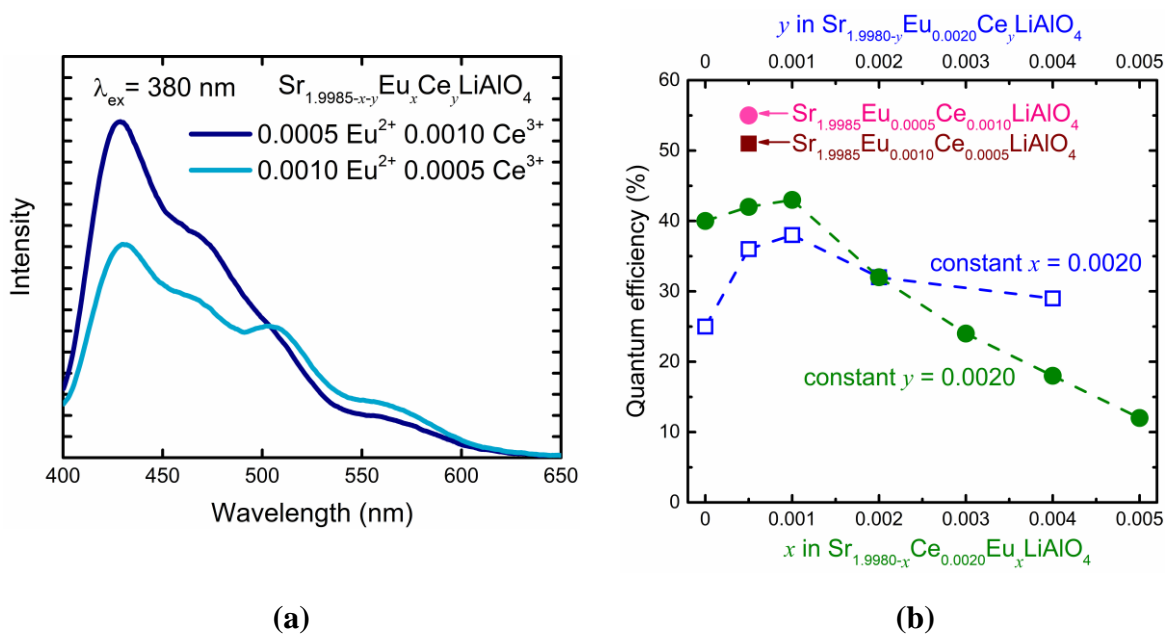 λex = 380 nm
Sr1.9985-x-yEuxCeyLiAlO4
0.0005 Eu2+ 0.0010 Ce3+
0.0010 Eu2+ 0.0005 Ce3+
Intensity
400 450 500 550 600 650
Wavelength (nm)
(a)
y in Sr1.9980-yEu0.0020CeyLiAlO4
0 0.001 0.002 0.003 0.004 0.005
60
50
40
30
20
10
0
Quantum efficiency (%)
Sr1.9985Eu0.0005Ce0.0010LiAlO4
Sr1.9985Eu0.0010Ce0.0005LiAlO4
constant x = 0.0020
constant y = 0.0020
0 0.001 0.002 0.003 0.004 0.005
x in Sr1.9980-xCe0.0020EuxLiAlO4
(b)